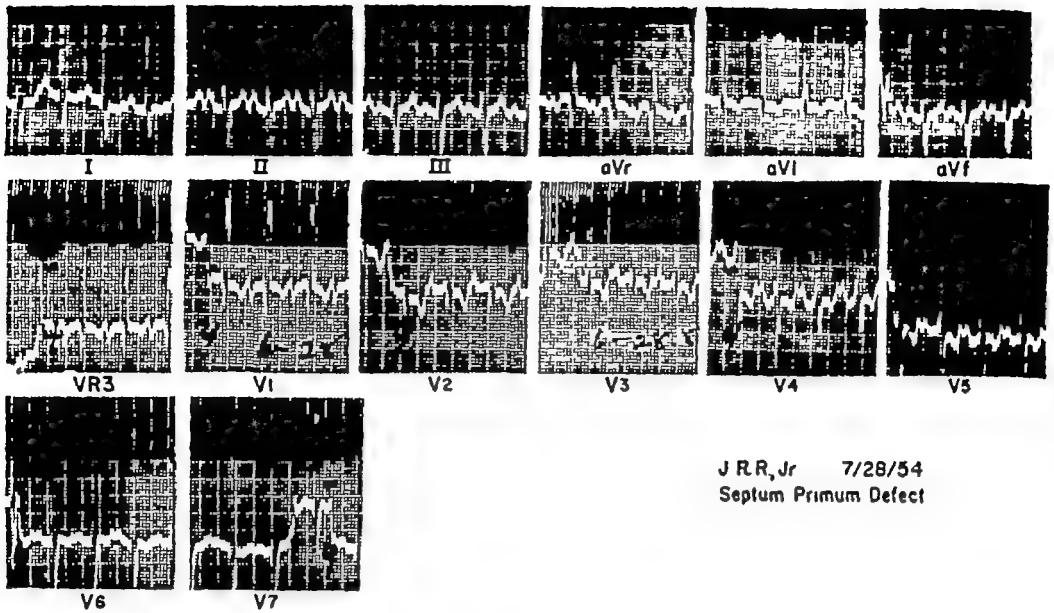 I II III aVr aVl aVf
VR3 V1 V2 V3 V4 V5
V6 V7
J R.R, Jr 7/28/54
Septum Primum Defect